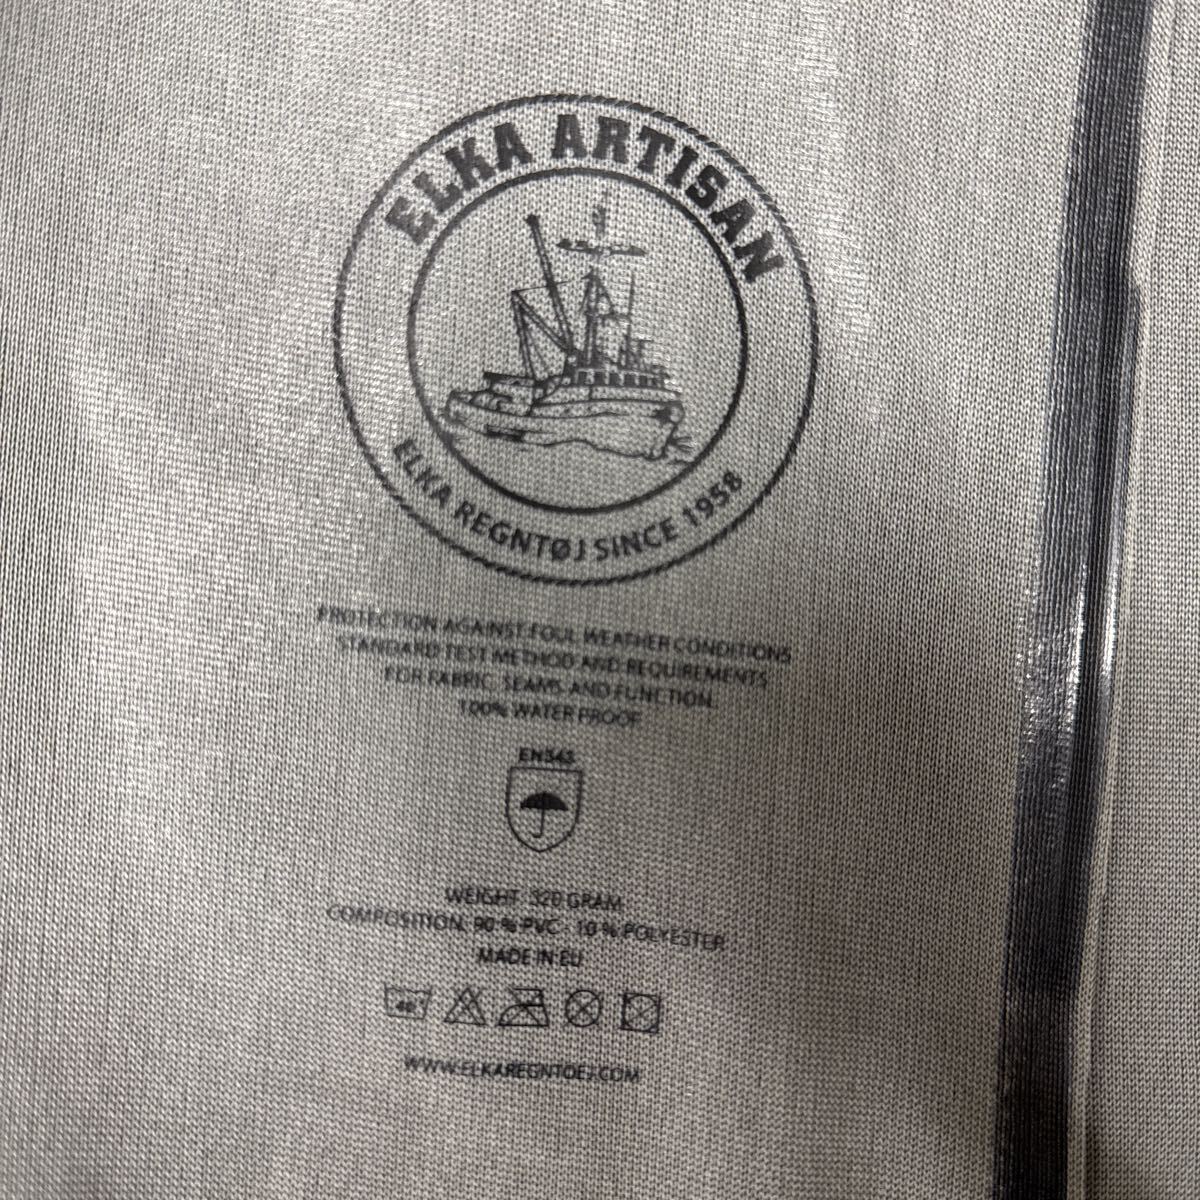 ELKA ARTISAN
ELKA REGNTØJ SINCE 1958
PROTECTION AGAINST FOUL WEATHER CONDITIONS
STANDARD TEST METHOD AND REQUIREMENTS
FOR FABRIC, SEAMS AND FUNCTION.
100% WATER PROOF
EN343
WEIGHT: 320 GRAM
COMPOSITION: 90 % PVC - 10 % POLYESTER
MADE IN EU
40°
WWW.ELKAREGNTOEJ.COM